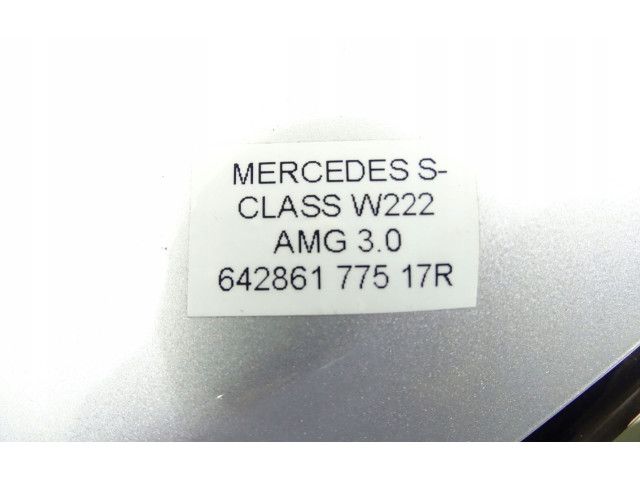 MERCEDES S-
CLASS W222
AMG 3.0
642861 775 17R